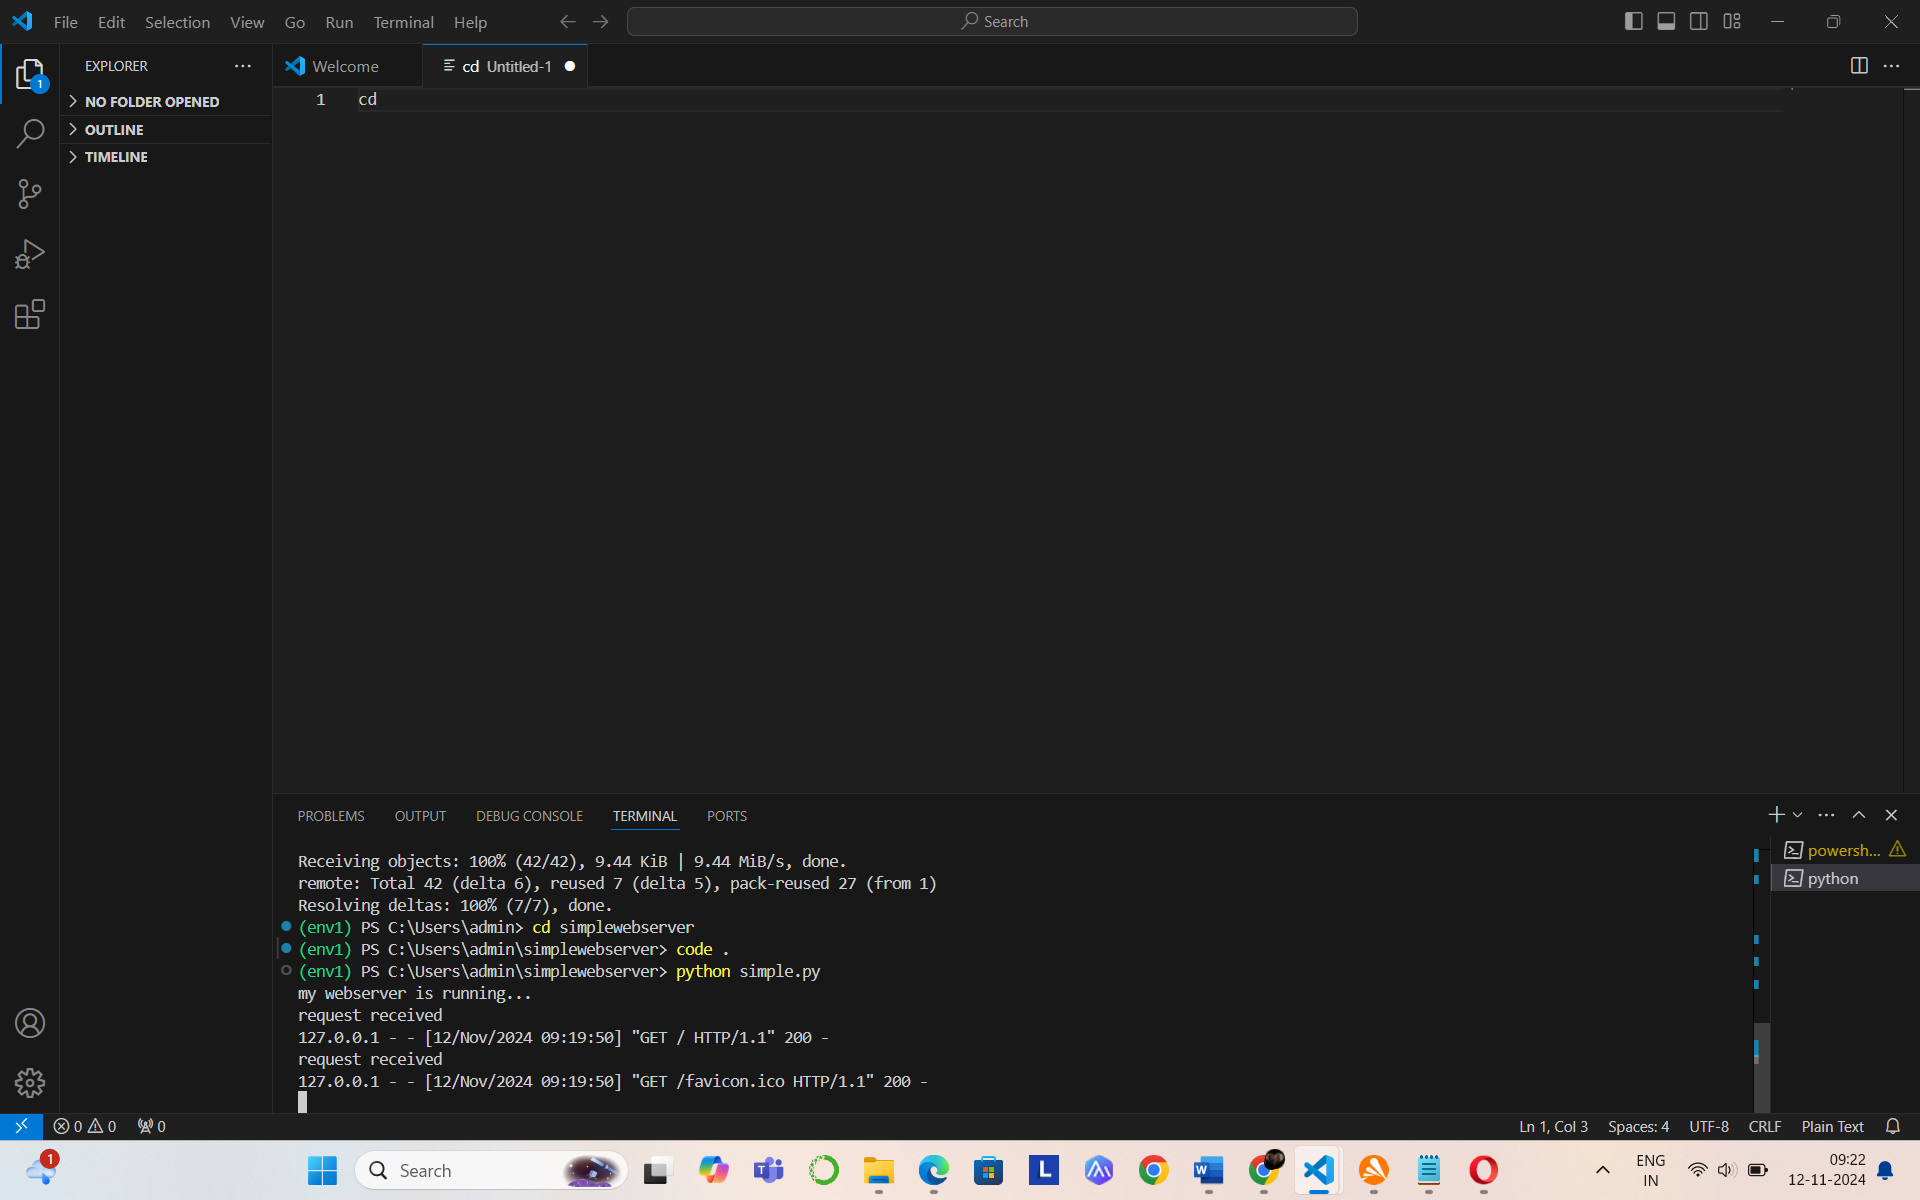 File Edit Selection View Go Run Terminal Help Search
EXPLORER
Welcome
cd Untitled-1
NO FOLDER OPENED
OUTLINE
TIMELINE
1
1 cd
PROBLEMS OUTPUT DEBUG CONSOLE TERMINAL PORTS
powersh...
python
Receiving objects: 100% (42/42), 9.44 KiB | 9.44 MiB/s, done.
remote: Total 42 (delta 6), reused 7 (delta 5), pack-reused 27 (from 1)
Resolving deltas: 100% (7/7), done.
(env1) PS C:\Users\admin> cd simplewebserver
(env1) PS C:\Users\admin\simplewebserver> code .
(env1) PS C:\Users\admin\simplewebserver> python simple.py
my webserver is running...
request received
127.0.0.1 - - [12/Nov/2024 09:19:50] "GET / HTTP/1.1" 200 -
request received
127.0.0.1 - - [12/Nov/2024 09:19:50] "GET /favicon.ico HTTP/1.1" 200 -
0 0 0 Ln 1, Col 3 Spaces: 4 UTF-8 CRLF Plain Text
1
Search
L
W
ENG
IN
09:22
12-11-2024